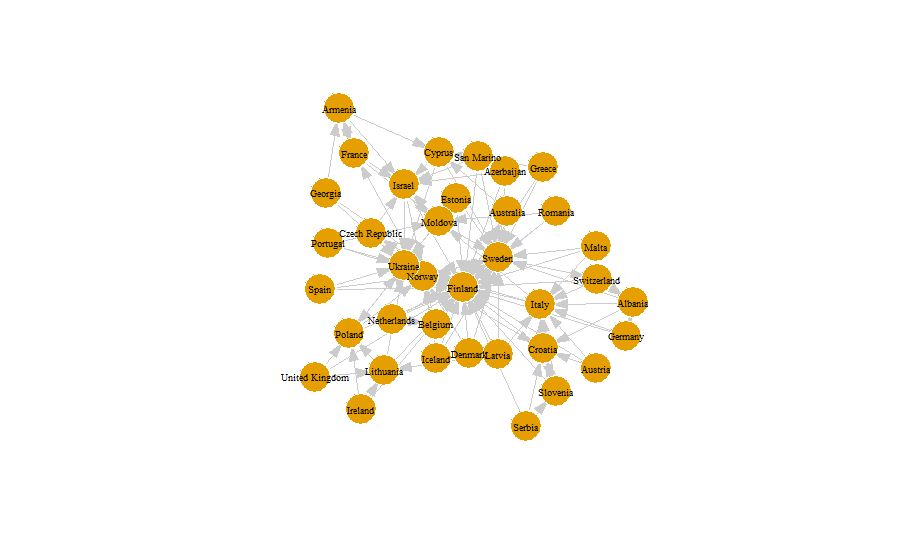 Armenia
France
Cyprus
San Marino
Azerbaijan
Greece
Israel
Georgia
Estonia
Moldova
Australia
Romania
Czech Republic
Portugal
Malta
Sweden
Ukraine
Norway
Switzerland
Spain
Finland
Italy
Albania
Netherlands
Belgium
Poland
Germany
Croatia
Iceland
Denmark
Latvia
Austria
United Kingdom
Lithuania
Slovenia
Ireland
Serbia